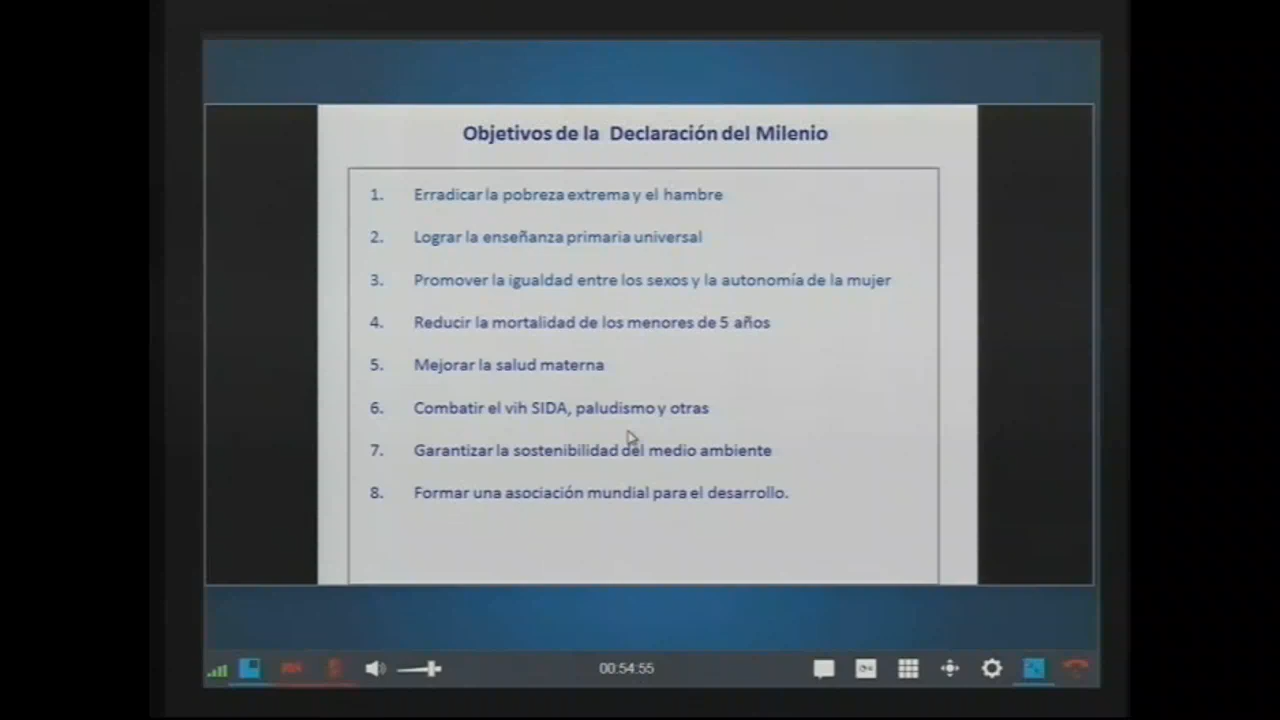 Objetivos de la Declaración del Milenio
1. Erradicar la pobreza extrema y el hambre
2. Lograr la enseñanza primaria universal
3. Promover la igualdad entre los sexos y la autonomía de la mujer
4. Reducir la mortalidad de los menores de 5 años
5. Mejorar la salud materna
6. Combatir el vih SIDA, paludismo y otras
7. Garantizar la sostenibilidad del medio ambiente
8. Formar una asociación mundial para el desarrollo.
00:54:55